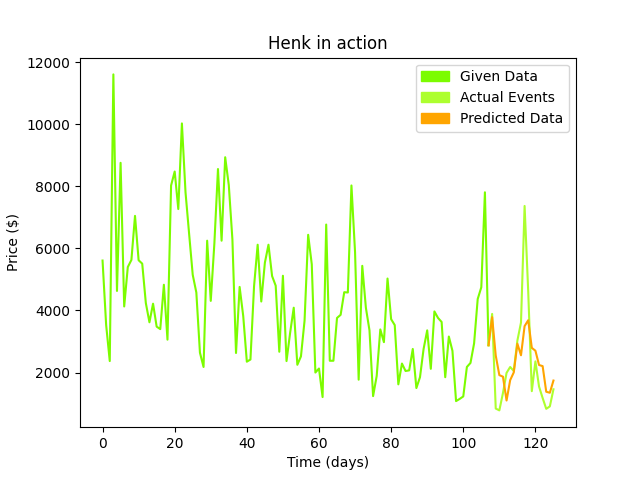 Henk in action
Given Data
Actual Events
Predicted Data
Price ($)
12000
10000
8000
6000
4000
2000
0
20
40
60
80
100
120
Time (days)